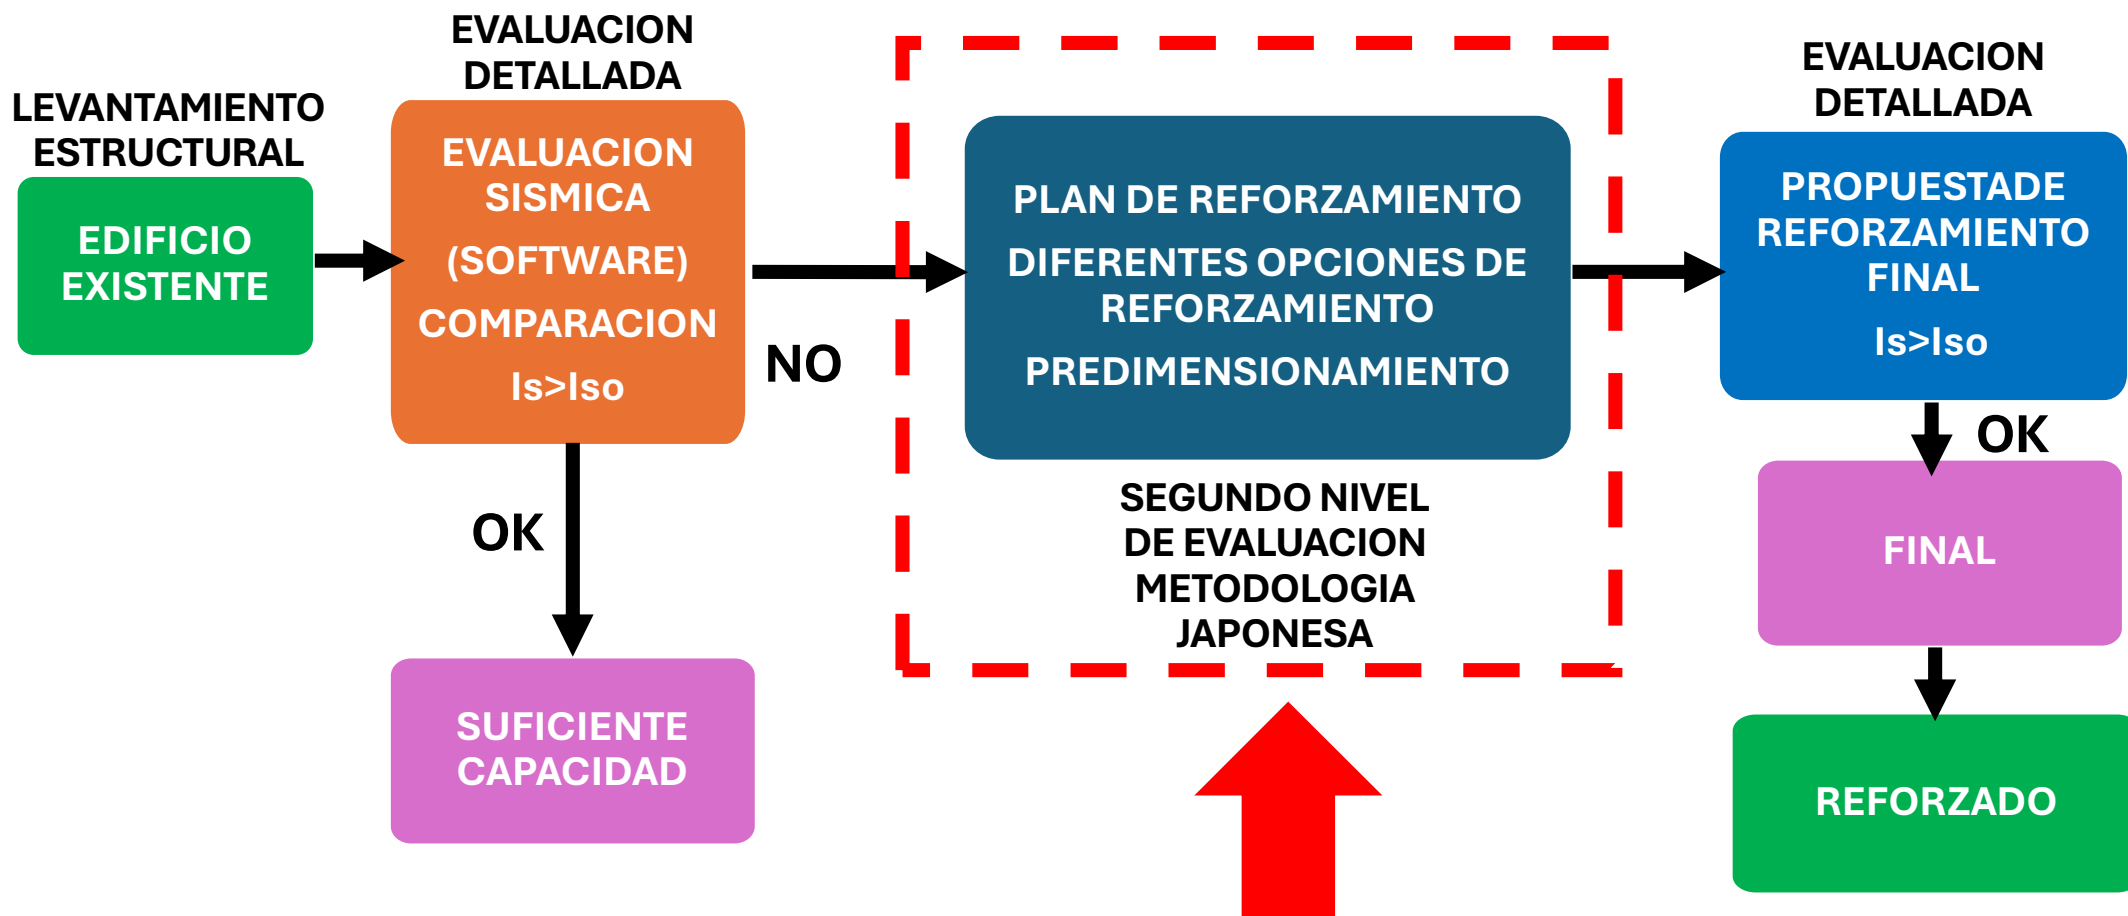 LEVANTAMIENTO
ESTRUCTURAL
EDIFICIO
EXISTENTE
EVALUACION
DETALLADA
EVALUACION
SISMICA
(SOFTWARE)
COMPARACION
Is>Iso
NO
OK
SUFICIENTE
CAPACIDAD
PLAN DE REFORZAMIENTO
DIFERENTES OPCIONES DE
REFORZAMIENTO
PREDIMENSIONAMIENTO
SEGUNDO NIVEL
DE EVALUACION
METODOLOGIA
JAPONESA
EVALUACION
DETALLADA
PROPUESTADE
REFORZAMIENTO
FINAL
Is>Iso
OK
FINAL
REFORZADO